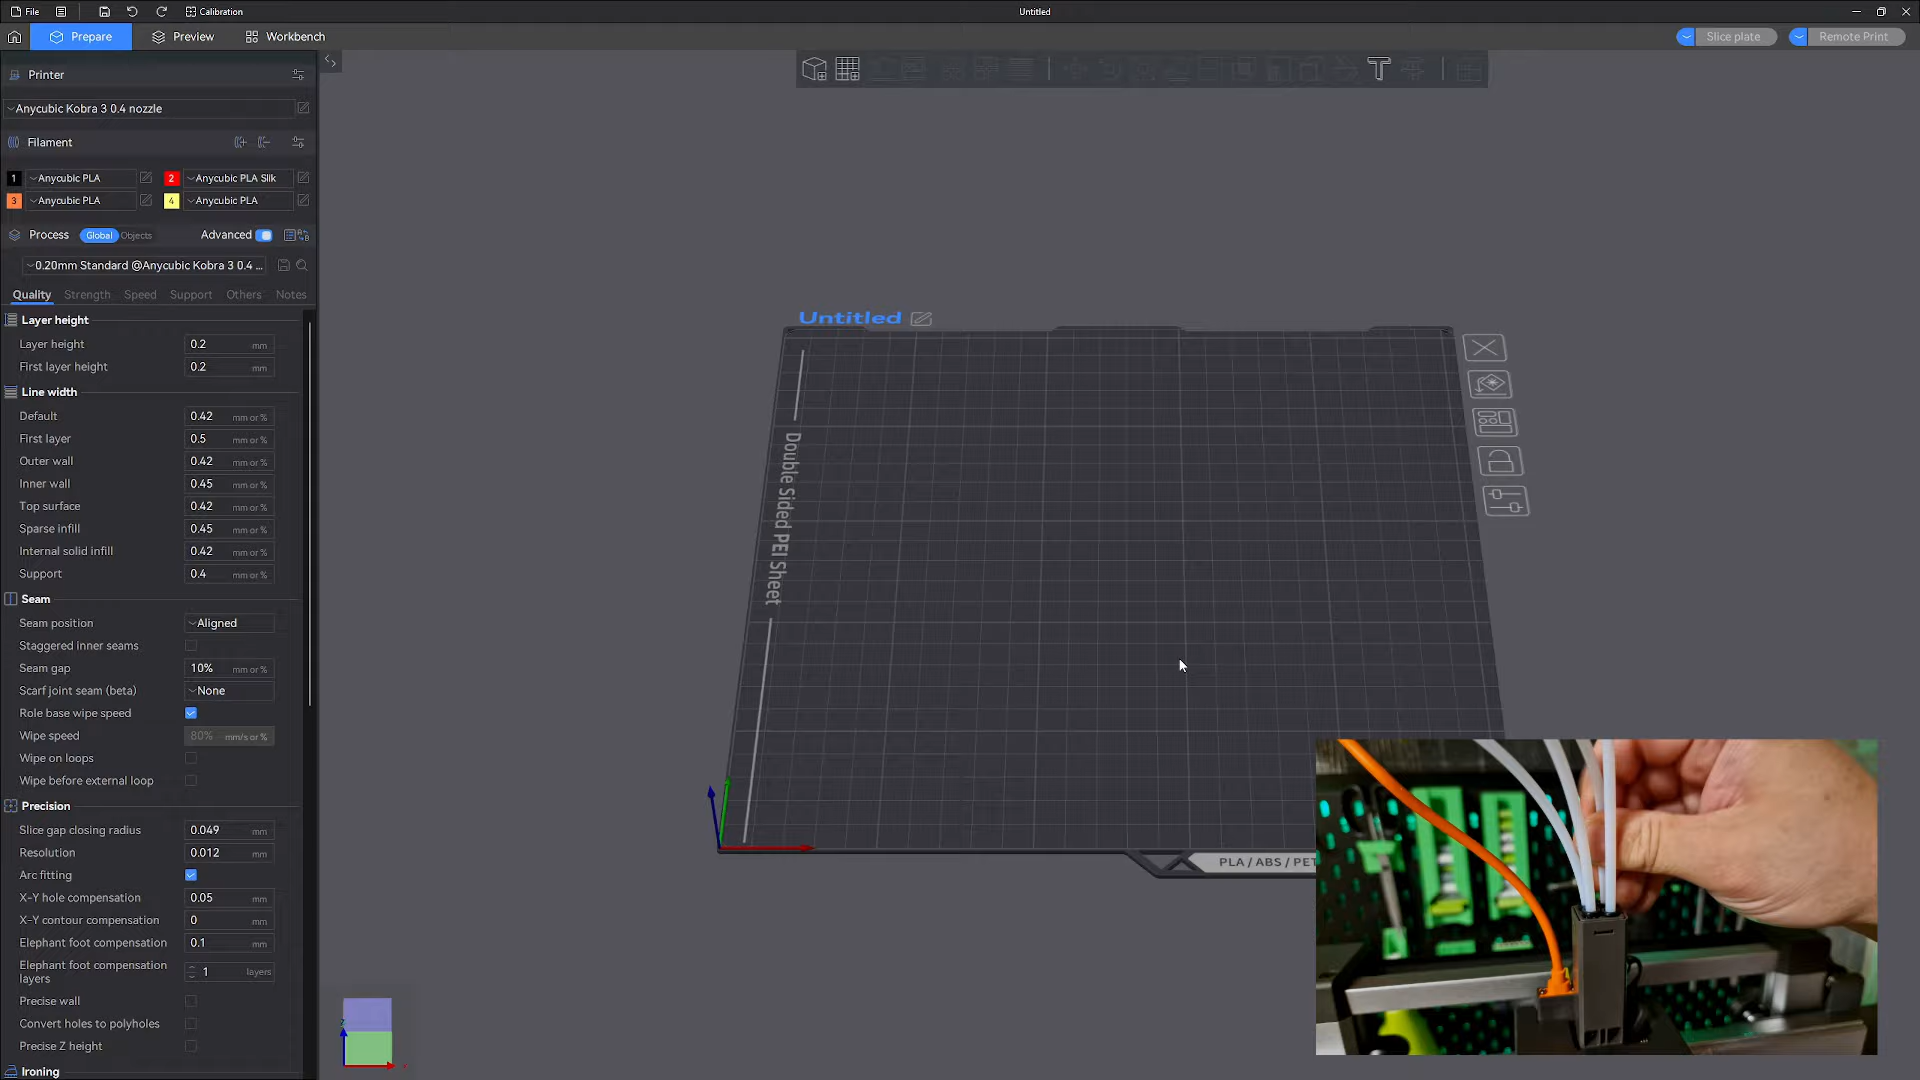 File
Calibration
Untitled
Prepare
Preview
Workbench
Slice plate
Remote Print
Printer
Anycubic Kobra 3 0.4 nozzle
Filament
1 Anycubic PLA
2 Anycubic PLA Slik
3 Anycubic PLA
4 Anycubic PLA
Process Global Objects Advanced
0.20mm Standard @Anycubic Kobra 3 0.4 ...
Quality Strength Speed Support Others Notes
Layer height
Layer height 0.2 mm
First layer height 0.2 mm
Line width
Default 0.42 mm or %
First layer 0.5 mm or %
Outer wall 0.42 mm or %
Inner wall 0.45 mm or %
Top surface 0.42 mm or %
Sparse infill 0.45 mm or %
Internal solid infill 0.42 mm or %
Support 0.4 mm or %
Seam
Seam position Aligned
Staggered inner seams
Seam gap 10% mm or %
Scarf joint seam (beta) None
Role base wipe speed
Wipe speed 80% mm/s or %
Wipe on loops
Wipe before external loop
Precision
Slice gap closing radius 0.049 mm
Resolution 0.012 mm
Arc fitting
X-Y hole compensation 0.05 mm
X-Y contour compensation 0 mm
Elephant foot compensation 0.1 mm
Elephant foot compensation
layers 1 layers
Precise wall
Convert holes to polyholes
Precise Z height
Ironing
Untitled
Double Sided PEI Sheet
PLA / ABS / PET